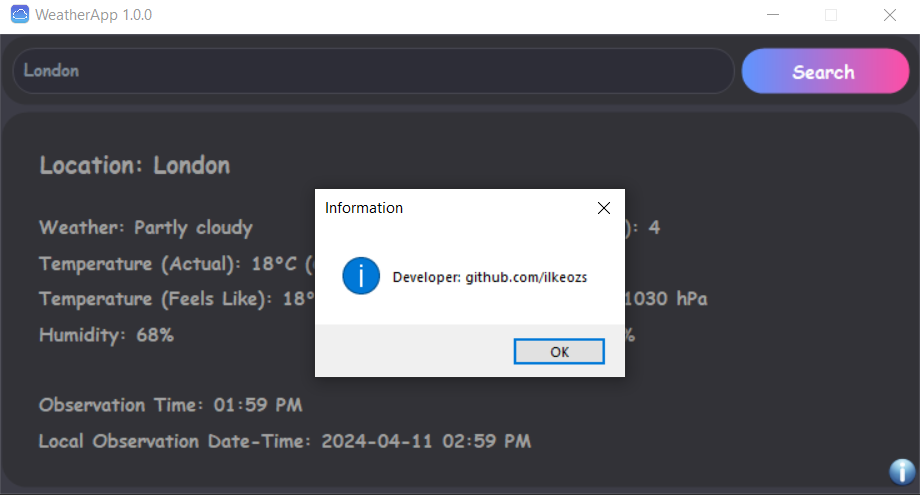 WeatherApp 1.0.0
London
Search
Location: London
Weather: Partly cloudy
): 4
Temperature (Actual): 18°C (
Temperature (Feels Like): 18°
1030 hPa
Humidity: 68%
%
Observation Time: 01:59 PM
Local Observation Date-Time: 2024-04-11 02:59 PM
Information
Developer: github.com/ilkeozs
OK